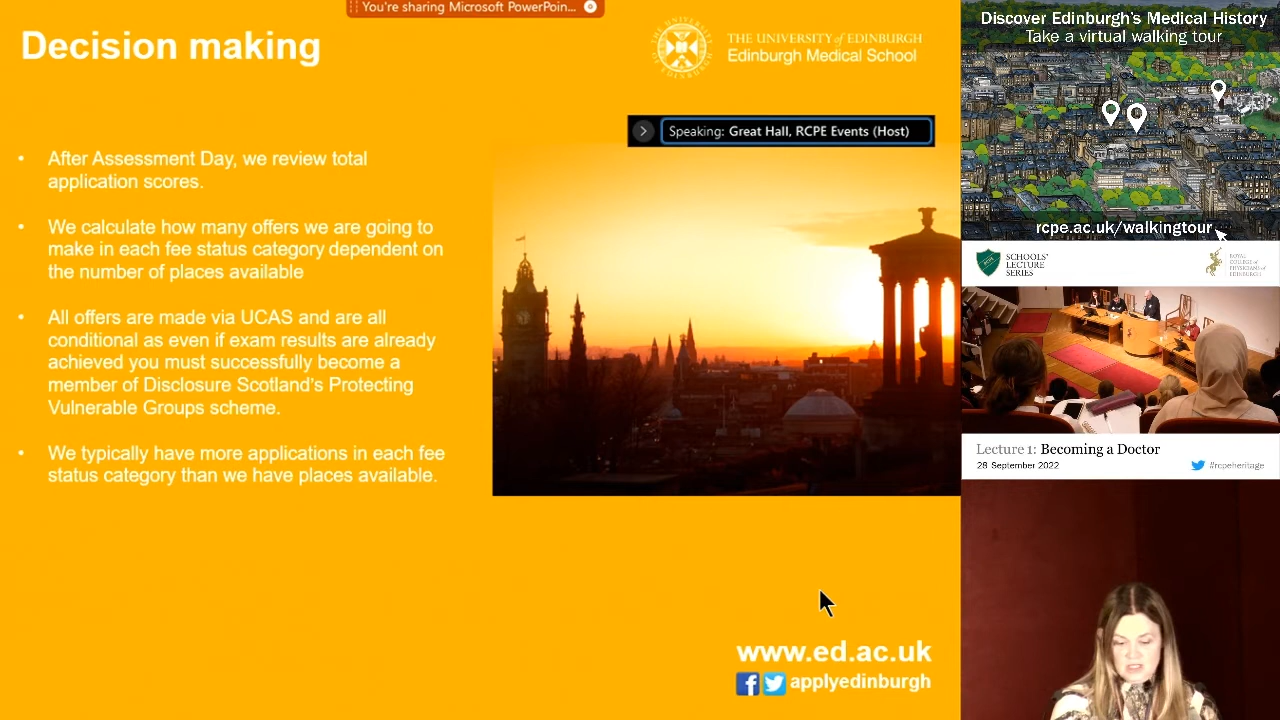 You're sharing Microsoft PowerPoin...
Decision making
THE UNIVERSITY of EDINBURGH
Edinburgh Medical School
Speaking: Great Hall, RCPE Events (Host)
• After Assessment Day, we review total
application scores.
• We calculate how many offers we are going to
make in each fee status category dependent on
the number of places available
• All offers are made via UCAS and are all
conditional as even if exam results are already
achieved you must successfully become a
member of Disclosure Scotland's Protecting
Vulnerable Groups scheme.
• We typically have more applications in each fee
status category than we have places available.
www.ed.ac.uk
applyedinburgh
Discover Edinburgh's Medical History
Take a virtual walking tour
rcpe.ac.uk/walkingtour
SCHOOLS'
LECTURE
SERIES
ROYAL
COLLEGE of
PHYSICIANS of
EDINBURGH
Lecture 1: Becoming a Doctor
28 September 2022
#rcpeheritage